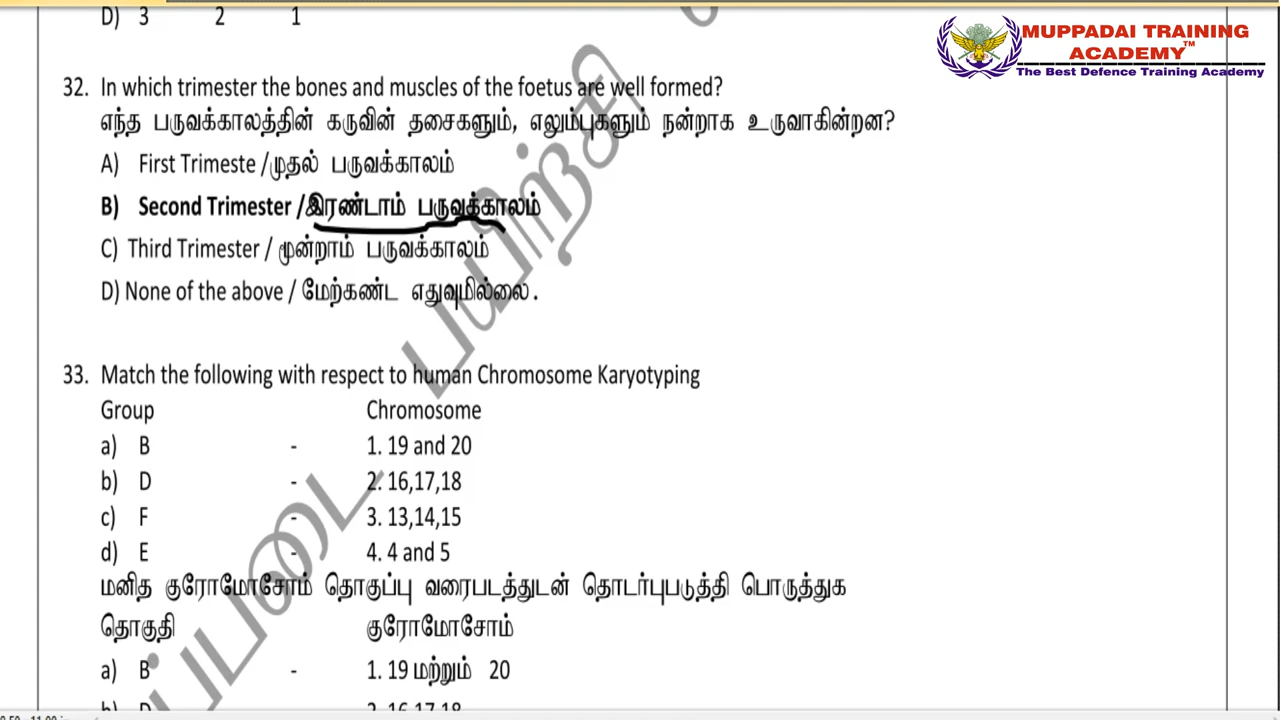 D) 3 2 1
MUPPADAI TRAINING
ACADEMY™
The Best Defence Training Academy
32. In which trimester the bones and muscles of the foetus are well formed?
எந்த பருவக்காலத்தின் கருவின் தசைகளும், எலும்புகளும் நன்றாக உருவாகின்றன?
A) First Trimeste /முதல் பருவக்காலம்
B) Second Trimester /இரண்டாம் பருவக்காலம்
C) Third Trimester / மூன்றாம் பருவக்காலம்
D) None of the above / மேற்கண்ட எதுவுமில்லை.
33. Match the following with respect to human Chromosome Karyotyping
Group Chromosome
a) B - 1. 19 and 20
b) D - 2. 16,17,18
c) F - 3. 13,14,15
d) E - 4. 4 and 5
மனித குரோமோசோம் தொகுப்பு வரைபடத்துடன் தொடர்புபடுத்தி பொருத்துக
தொகுதி குரோமோசோம்
a) B - 1. 19 மற்றும் 20
b) D 2. 16,17,18